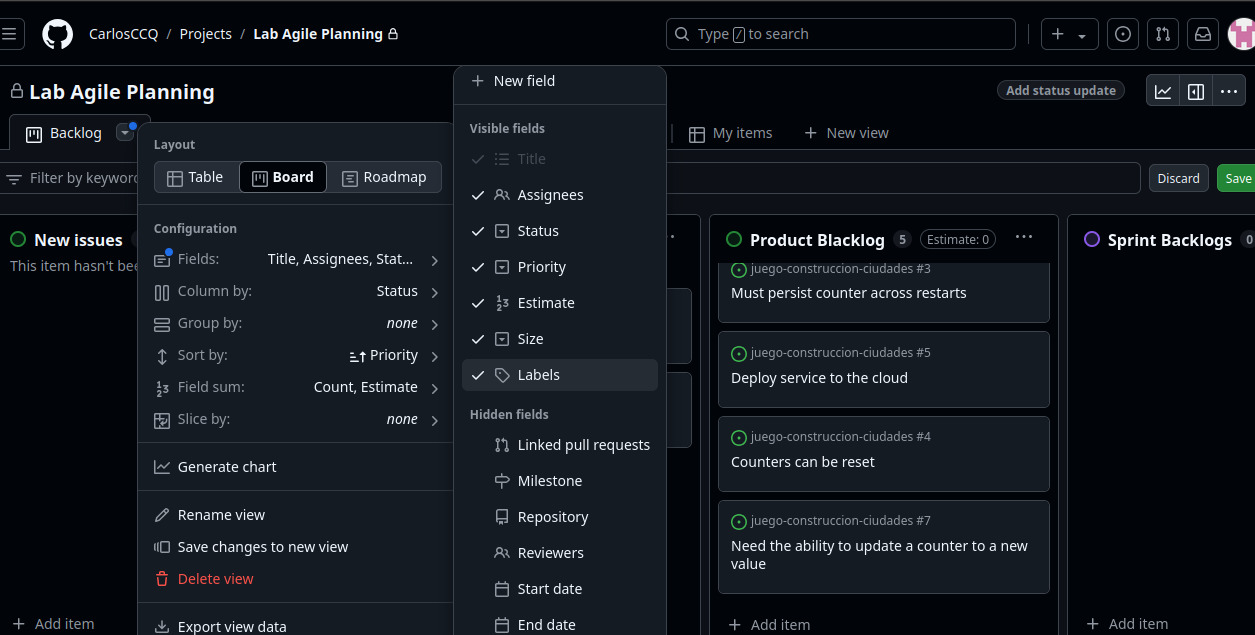 CarlosCCQ / Projects / Lab Agile Planning
Type / to search
Lab Agile Planning
Add status update
Backlog
My items
New view
Filter by keyword
Discard
Save
Layout
Table
Board
Roadmap
Configuration
Fields: Title, Assignees, Stat...
Column by: Status
Group by: none
Sort by: Priority
Field sum: Count, Estimate
Slice by: none
Generate chart
Rename view
Save changes to new view
Delete view
Export view data
New field
Visible fields
Title
Assignees
Status
Priority
Estimate
Size
Labels
Hidden fields
Linked pull requests
Milestone
Repository
Reviewers
Start date
End date
New issues
This item hasn't bee
Add item
Product Blacklog 5 Estimate: 0
juego-construccion-ciudades #3
Must persist counter across restarts
juego-construccion-ciudades #5
Deploy service to the cloud
juego-construccion-ciudades #4
Counters can be reset
juego-construccion-ciudades #7
Need the ability to update a counter to a new
value
Add item
Sprint Backlogs 0
Add item